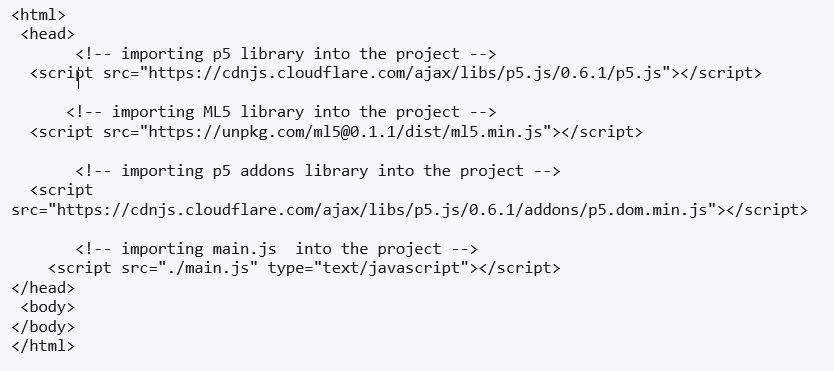 <html>
<head>
<!-- importing p5 library into the project -->
<script src="https://cdnjs.cloudflare.com/ajax/libs/p5.js/0.6.1/p5.js"></script>
<!-- importing ML5 library into the project -->
<script src="https://unpkg.com/ml5@0.1.1/dist/ml5.min.js"></script>
<!-- importing p5 addons library into the project -->
<script
src="https://cdnjs.cloudflare.com/ajax/libs/p5.js/0.6.1/addons/p5.dom.min.js"></script>
<!-- importing main.js  into the project -->
<script src="./main.js" type="text/javascript"></script>
</head>
<body>
</body>
</html>